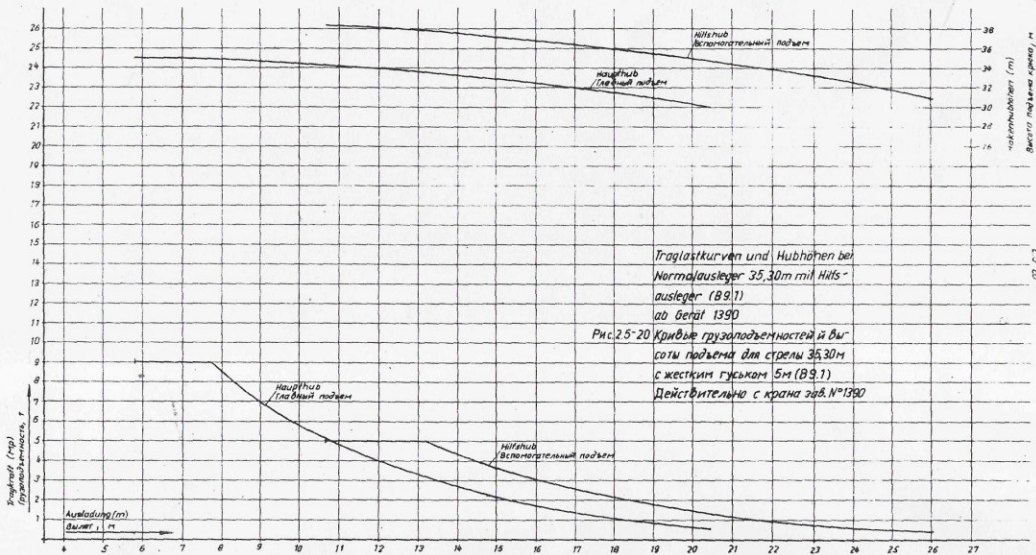 26
25
24
23
22
21
20
19
18
17
16
15
14
13
12
11
10
9
8
7
6
5
4
3
2
1
38
36
34
32
30
28
26
Hakenhubhöhen (m)
Высота подъема крюка, м
Hilfshub
Вспомогательный подъем
Haupthub
Главный подъем
Traglastkurven und Hubhöhen bei
Normalausleger 35,30m mit Hilfs-
ausleger (B9.1)
ab Gerät 1390
Рис.2.5-20 Кривые грузоподъемностей и вы-
соты подъема для стрелы 35,30м
с жестким гуськом 5м (B9.1)
Действительно с крана зав. №1390
Haupthub
Главный подъем
Hilfshub
Вспомогательный подъем
Tragkraft (Mp)
Грузоподъемность, т
Ausladung (m)
Вылет, м
4 5 6 7 8 9 10 11 12 13 14 15 16 17 18 19 20 21 22 23 24 25 26